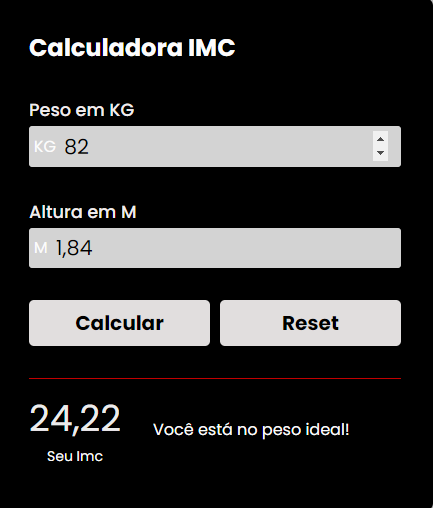 Calculadora IMC
Peso em KG
KG 82
Altura em M
M 1,84
Calcular Reset
24,22 Você está no peso ideal!
Seu Imc